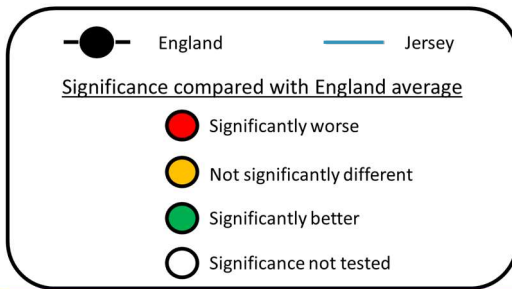 England Jersey
Significance compared with England average
Significantly worse
Not significantly different
Significantly better
Significance not tested